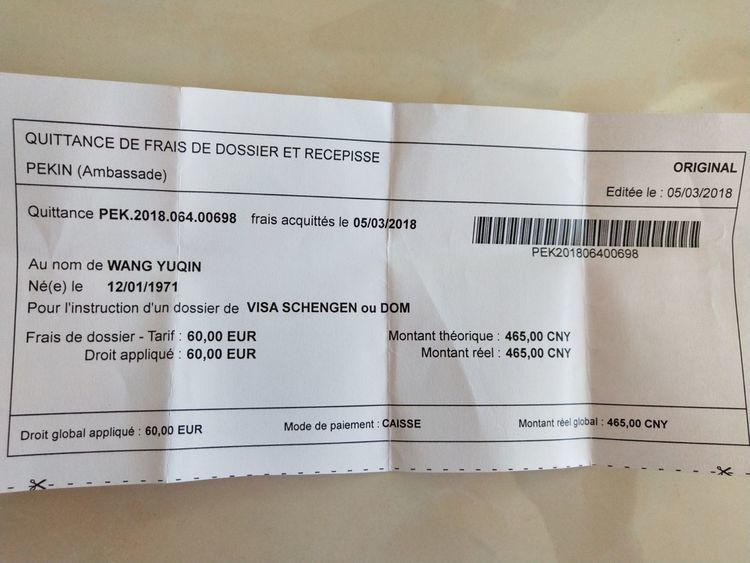 QUITTANCE DE FRAIS DE DOSSIER ET RECEPISSE
PEKIN (Ambassade)
ORIGINAL
Editée le : 05/03/2018
Quittance PEK.2018.064.00698 frais acquittés le 05/03/2018
PEK201806400698
Au nom de WANG YUQIN
Né(e) le 12/01/1971
Pour l'instruction d'un dossier de VISA SCHENGEN ou DOM
Frais de dossier - Tarif : 60,00 EUR Montant théorique : 465,00 CNY
Droit appliqué : 60,00 EUR Montant réel : 465,00 CNY
Droit global appliqué : 60,00 EUR Mode de paiement : CAISSE Montant réel global : 465,00 CNY